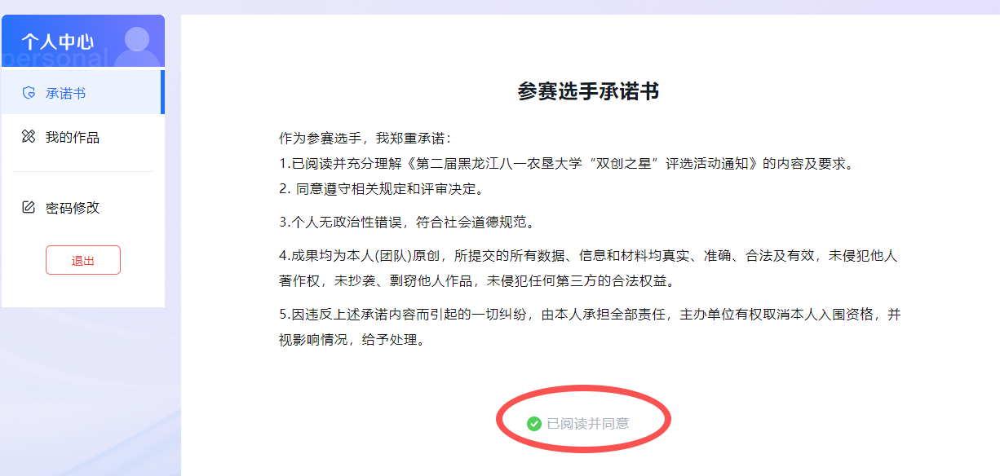 个人中心
personal
承诺书
我的作品
密码修改
退出
参赛选手承诺书
作为参赛选手，我郑重承诺：
1.已阅读并充分理解《第二届黑龙江八一农垦大学“双创之星”评选活动通知》的内容及要求。
2. 同意遵守相关规定和评审决定。
3.个人无政治性错误，符合社会道德规范。
4.成果均为本人(团队)原创，所提交的所有数据、信息和材料均真实、准确、合法及有效，未侵犯他人
著作权，未抄袭、剽窃他人作品，未侵犯任何第三方的合法权益。
5.因违反上述承诺内容而引起的一切纠纷，由本人承担全部责任，主办单位有权取消本人入围资格，并
视影响情况，给予处理。
已阅读并同意